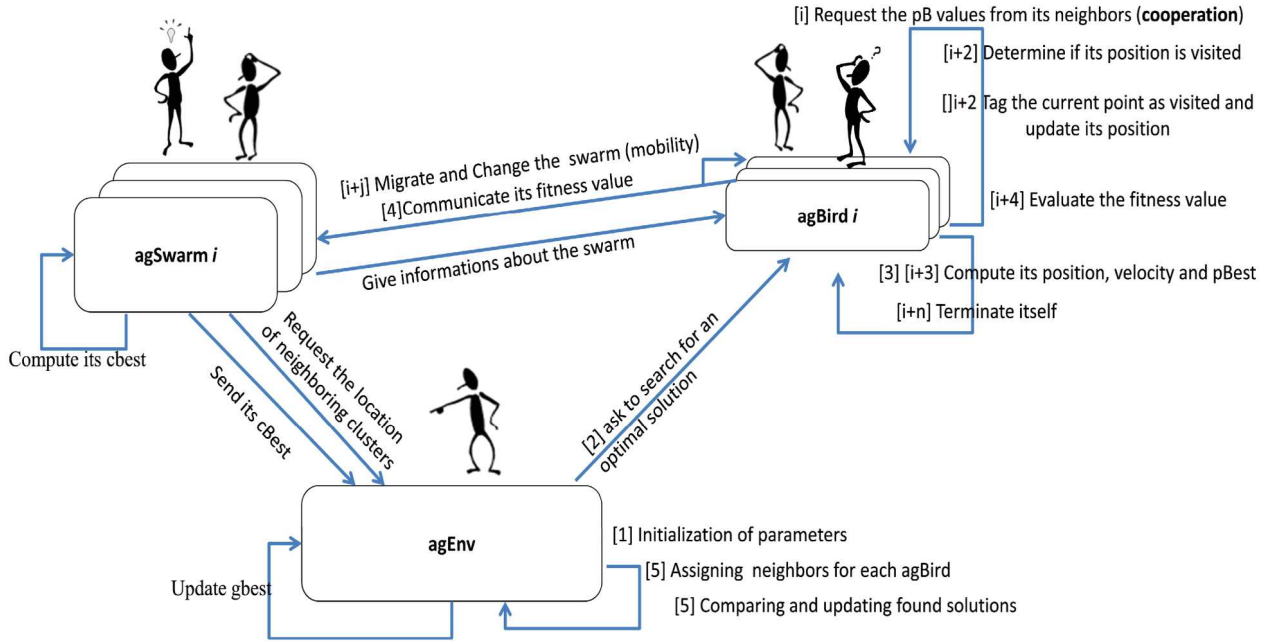 [i] Request the pB values from its neighbors (cooperation)
[i+2] Determine if its position is visited
[]i+2 Tag the current point as visited and
update its position
[i+j] Migrate and Change the swarm (mobility)
[4]Communicate its fitness value
[i+4] Evaluate the fitness value
agBird i
agSwarm i
Give informations about the swarm
[3] [i+3] Compute its position, velocity and pBest
[i+n] Terminate itself
Compute its cbest
Request the location
of neighboring clusters
Send its cBest
[2] ask to search for an
optimal solution
agEnv
[1] Initialization of parameters
[5] Assigning neighbors for each agBird
Update gbest
[5] Comparing and updating found solutions
?